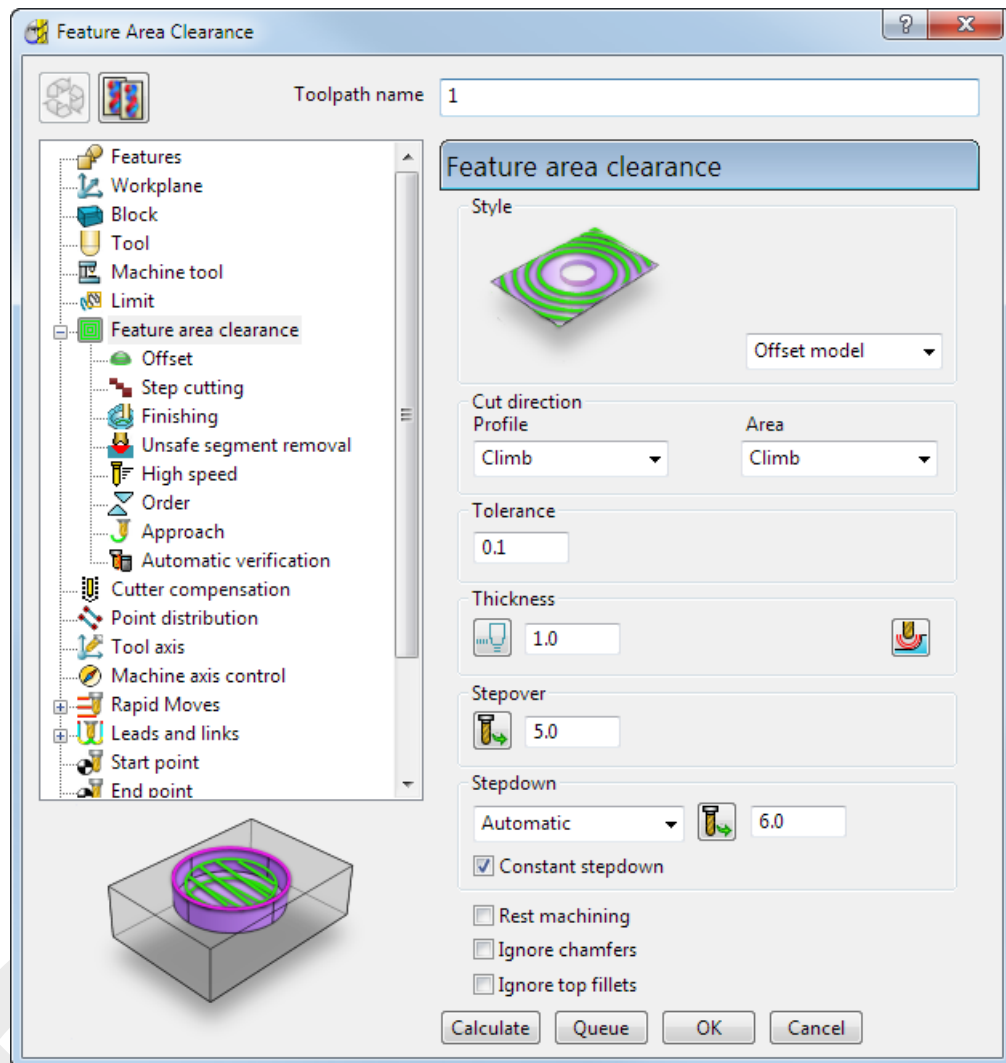 Feature Area Clearance
Toolpath name 1
Features
Workplane
Block
Tool
Machine tool
Limit
Feature area clearance
Offset
Step cutting
Finishing
Unsafe segment removal
High speed
Order
Approach
Automatic verification
Cutter compensation
Point distribution
Tool axis
Machine axis control
Rapid Moves
Leads and links
Start point
End point
Feature area clearance
Style
Offset model
Cut direction
Profile Area
Climb Climb
Tolerance
0.1
Thickness
1.0
Stepover
5.0
Stepdown
Automatic 6.0
Constant stepdown
Rest machining
Ignore chamfers
Ignore top fillets
Calculate Queue OK Cancel